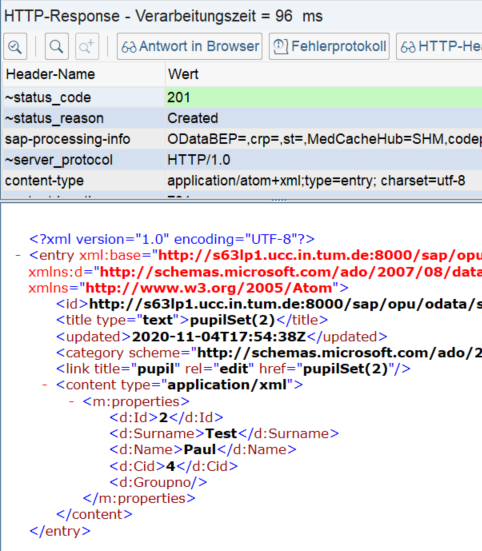 HTTP-Response - Verarbeitungszeit = 96 ms
Antwort in Browser Fehlerprotokoll HTTP-He
Header-Name Wert
~status_code 201
~status_reason Created
sap-processing-info ODataBEP=,crp=,st=,MedCacheHub=SHM,codep
~server_protocol HTTP/1.0
content-type application/atom+xml;type=entry; charset=utf-8
<?xml version="1.0" encoding="UTF-8"?>
- <entry xml:base="http://s63lp1.ucc.in.tum.de:8000/sap/opu
xmlns:d="http://schemas.microsoft.com/ado/2007/08/data
xmlns="http://www.w3.org/2005/Atom">
<id>http://s63lp1.ucc.in.tum.de:8000/sap/opu/odata/s
<title type="text">pupilSet(2)</title>
<updated>2020-11-04T17:54:38Z</updated>
<category scheme="http://schemas.microsoft.com/ado/2
<link title="pupil" rel="edit" href="pupilSet(2)"/>
- <content type="application/xml">
- <m:properties>
<d:Id>2</d:Id>
<d:Surname>Test</d:Surname>
<d:Name>Paul</d:Name>
<d:Cid>4</d:Cid>
<d:Groupno/>
</m:properties>
</content>
</entry>